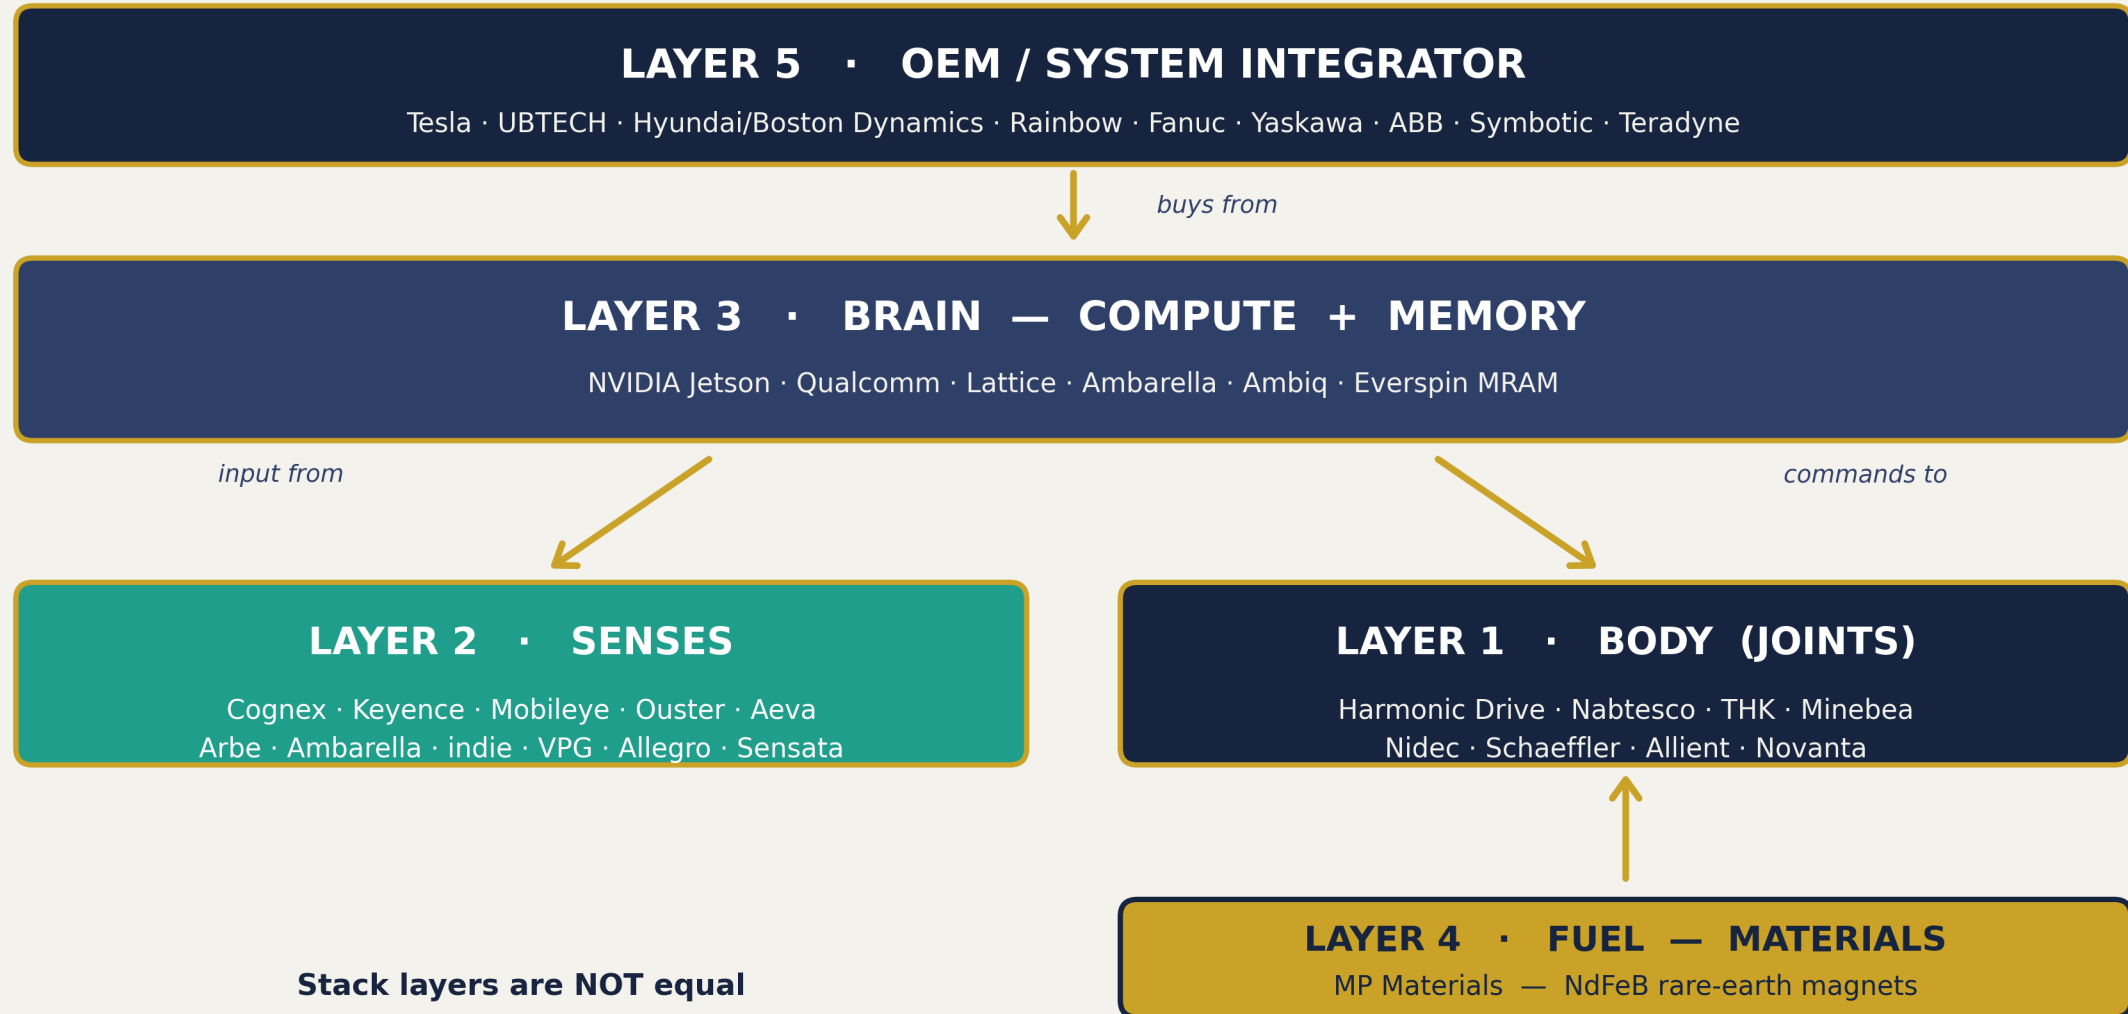 LAYER 5 · OEM / SYSTEM INTEGRATOR
Tesla · UBTECH · Hyundai/Boston Dynamics · Rainbow · Fanuc · Yaskawa · ABB · Symbotic · Teradyne
buys from
LAYER 3 · BRAIN — COMPUTE + MEMORY
NVIDIA Jetson · Qualcomm · Lattice · Ambarella · Ambiq · Everspin MRAM
input from
commands to
LAYER 2 · SENSES
Cognex · Keyence · Mobileye · Ouster · Aeva
Arbe · Ambarella · indie · VPG · Allegro · Sensata
LAYER 1 · BODY (JOINTS)
Harmonic Drive · Nabtesco · THK · Minebea
Nidec · Schaeffler · Allient · Novanta
Stack layers are NOT equal
LAYER 4 · FUEL — MATERIALS
MP Materials — NdFeB rare-earth magnets